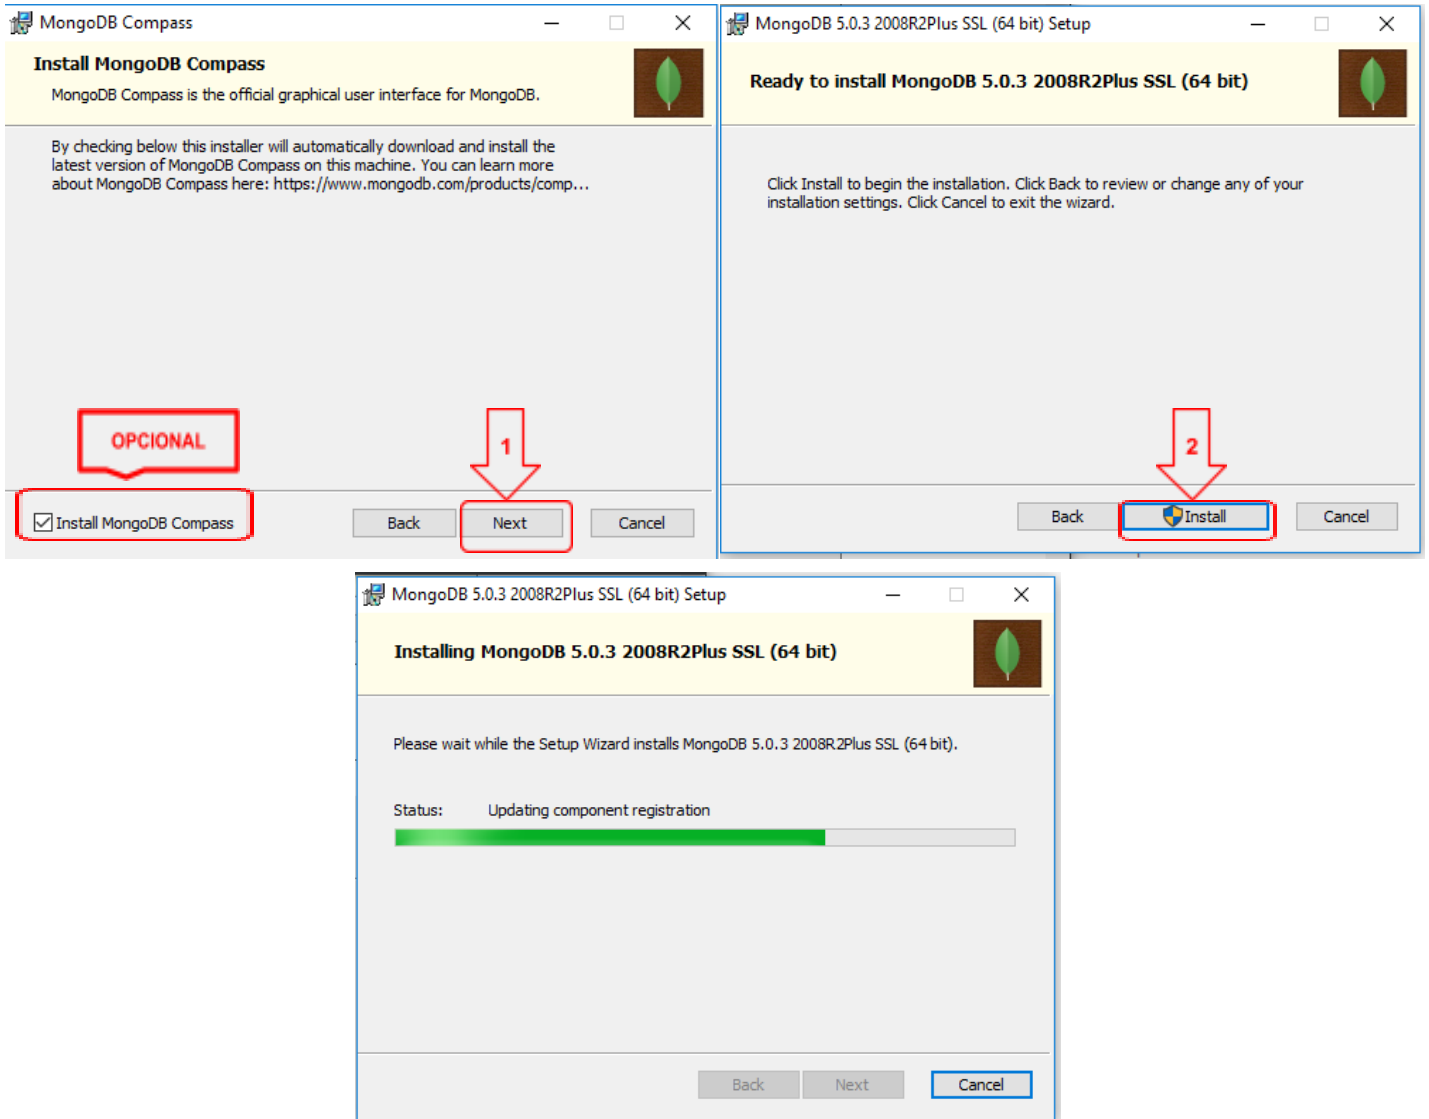 MongoDB Compass
Install MongoDB Compass
MongoDB Compass is the official graphical user interface for MongoDB.
By checking below this installer will automatically download and install the
latest version of MongoDB Compass on this machine. You can learn more
about MongoDB Compass here: https://www.mongodb.com/products/comp...
OPCIONAL
1
Install MongoDB Compass
Back
Next
Cancel
MongoDB 5.0.3 2008R2Plus SSL (64 bit) Setup
Ready to install MongoDB 5.0.3 2008R2Plus SSL (64 bit)
Click Install to begin the installation. Click Back to review or change any of your
installation settings. Click Cancel to exit the wizard.
2
Back
Install
Cancel
MongoDB 5.0.3 2008R2Plus SSL (64 bit) Setup
Installing MongoDB 5.0.3 2008R2Plus SSL (64 bit)
Please wait while the Setup Wizard installs MongoDB 5.0.3 2008R2Plus SSL (64 bit).
Status: Updating component registration
Back
Next
Cancel